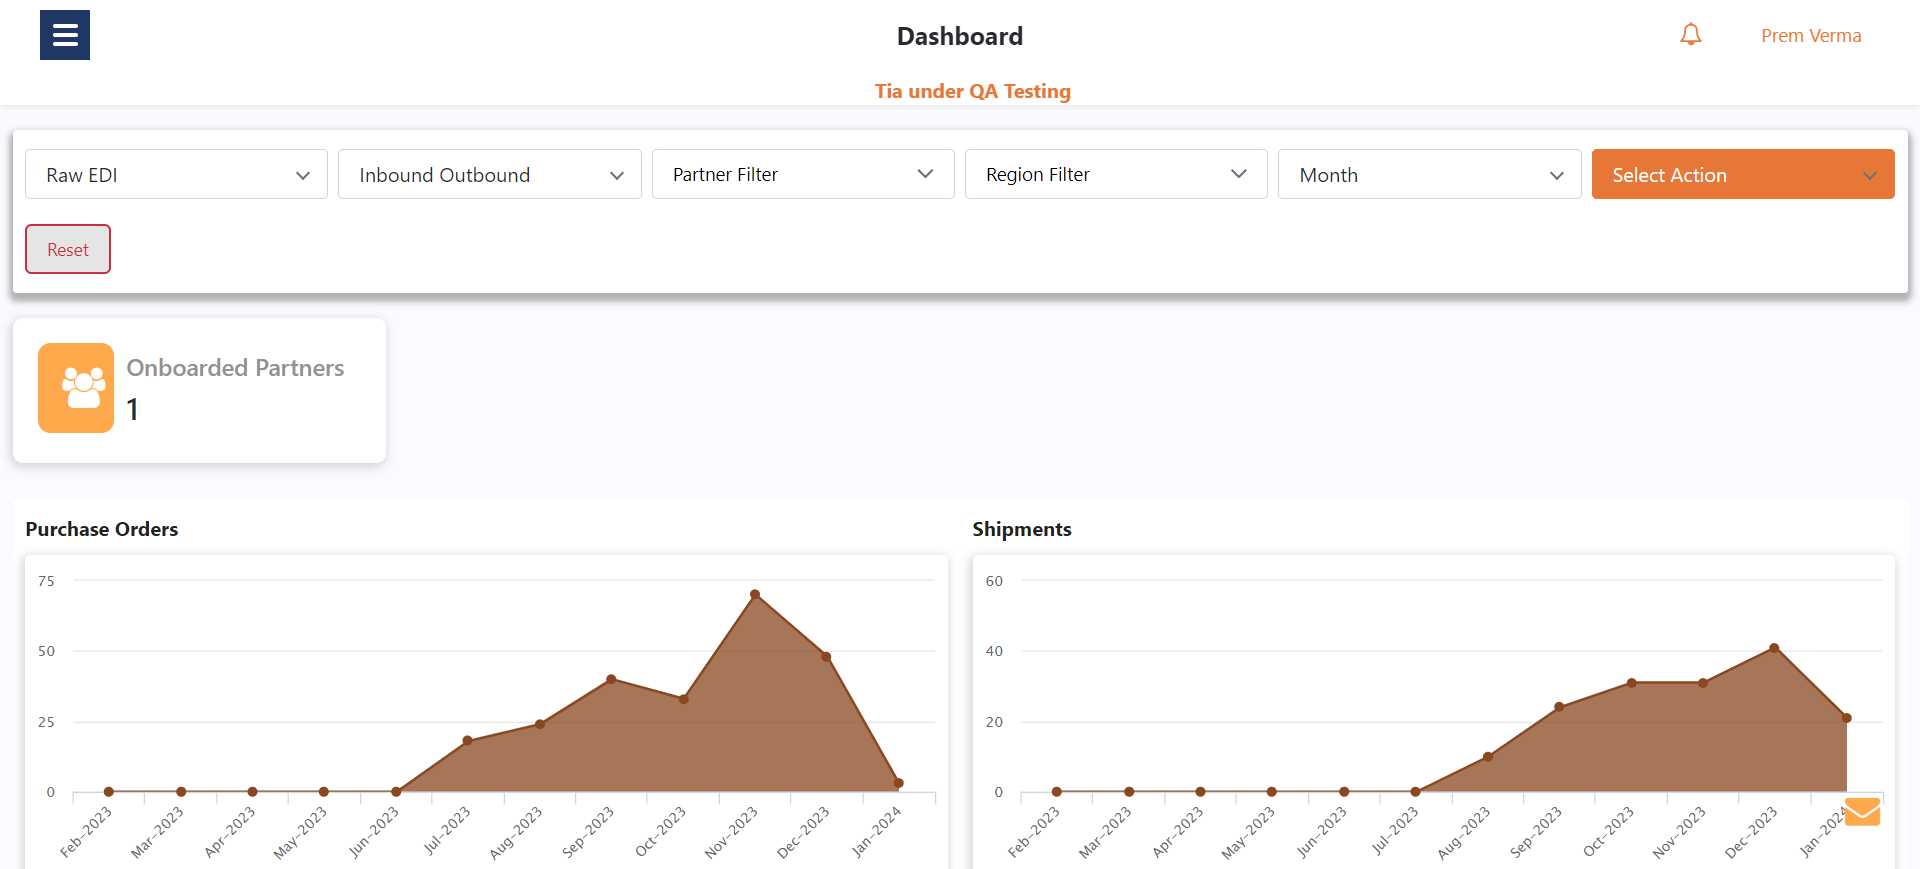 Dashboard
Prem Verma
Tia under QA Testing
Raw EDI
Inbound Outbound
Partner Filter
Region Filter
Month
Select Action
Reset
Onboarded Partners
1
Purchase Orders
75
50
25
0
Feb-2023
Mar-2023
Apr-2023
May-2023
Jun-2023
Jul-2023
Aug-2023
Sep-2023
Oct-2023
Nov-2023
Dec-2023
Jan-2024
Shipments
60
40
20
0
Feb-2023
Mar-2023
Apr-2023
May-2023
Jun-2023
Jul-2023
Aug-2023
Sep-2023
Oct-2023
Nov-2023
Dec-2023
Jan-2024